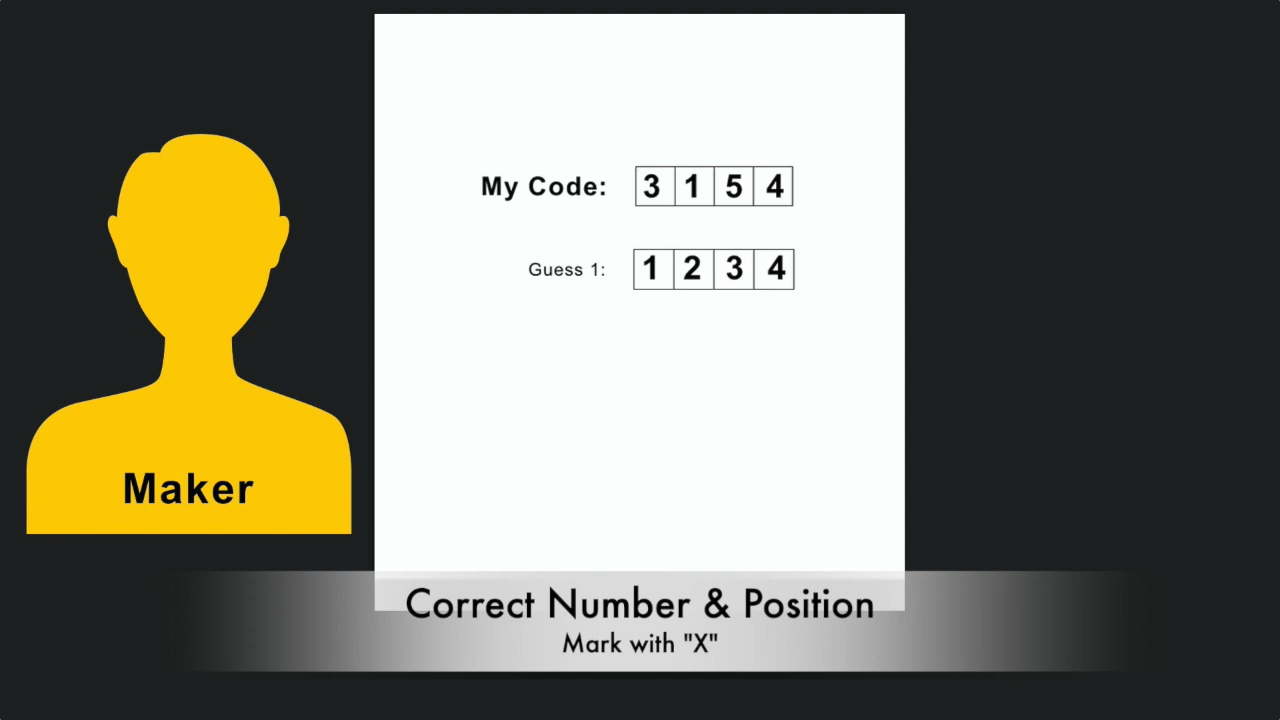 My Code: 3 1 5 4
Guess 1: 1 2 3 4
Maker
Correct Number & Position
Mark with "X"